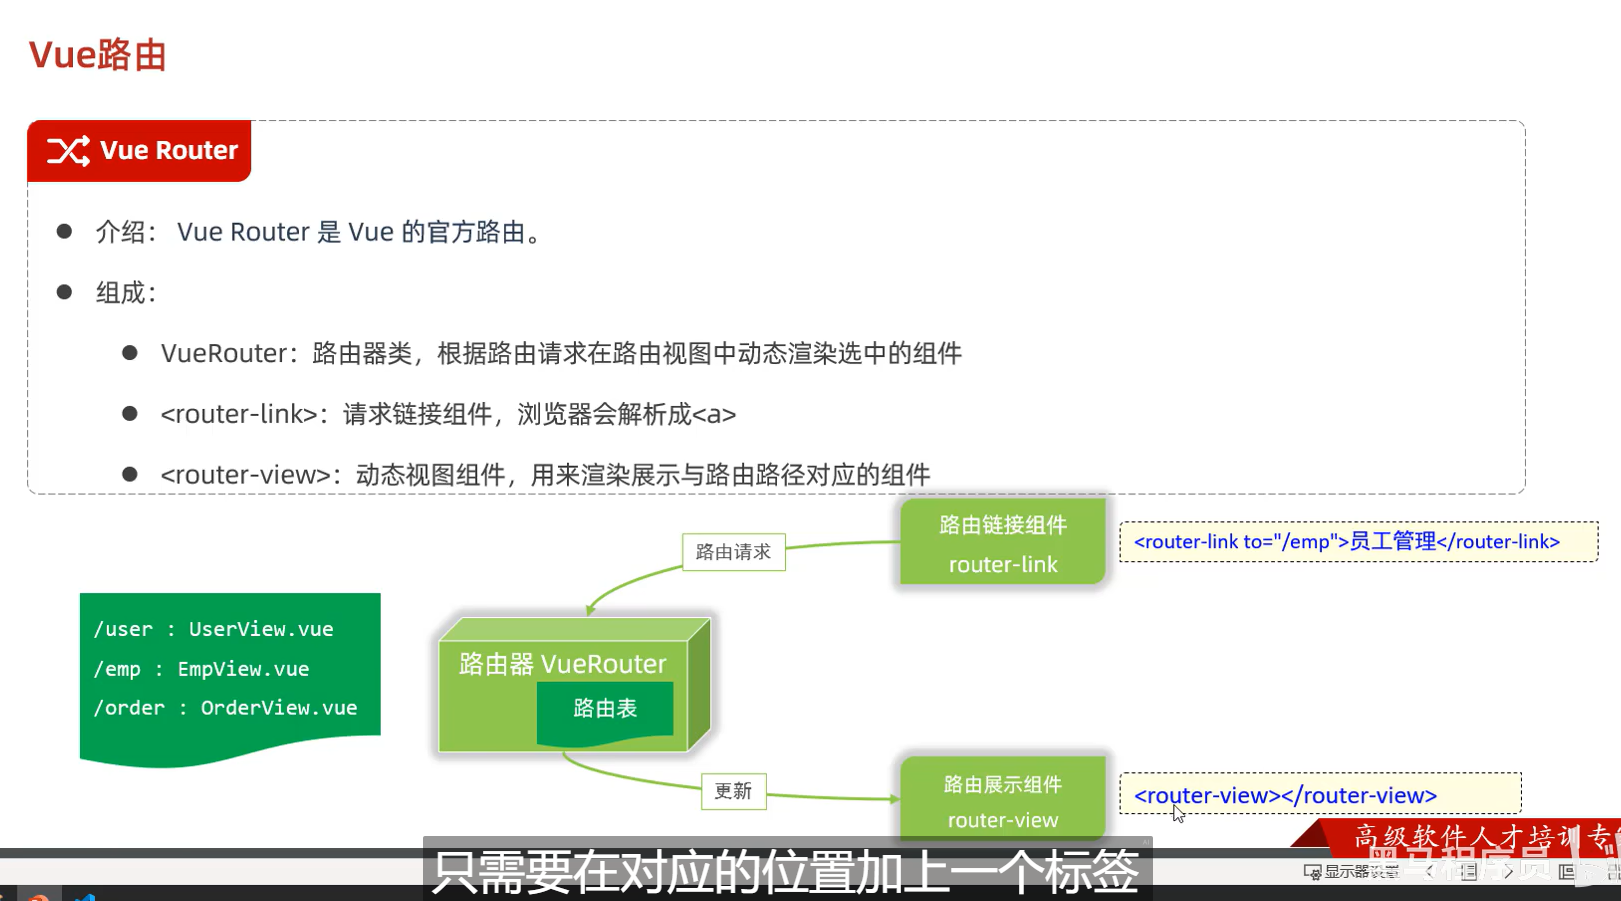 Vue路由
Vue Router
介绍： Vue Router 是 Vue 的官方路由。
组成：
VueRouter：路由器类，根据路由请求在路由视图中动态渲染选中的组件
<router-link>：请求链接组件，浏览器会解析成<a>
<router-view>：动态视图组件，用来渲染展示与路由路径对应的组件
路由链接组件
router-link
<router-link to="/emp">员工管理</router-link>
路由请求
/user : UserView.vue
/emp : EmpView.vue
/order : OrderView.vue
路由器 VueRouter
路由表
更新
路由展示组件
router-view
<router-view></router-view>
高级软件人才培训专
只需要在对应的位置加上一个标签
黑马程序员
显示器设置